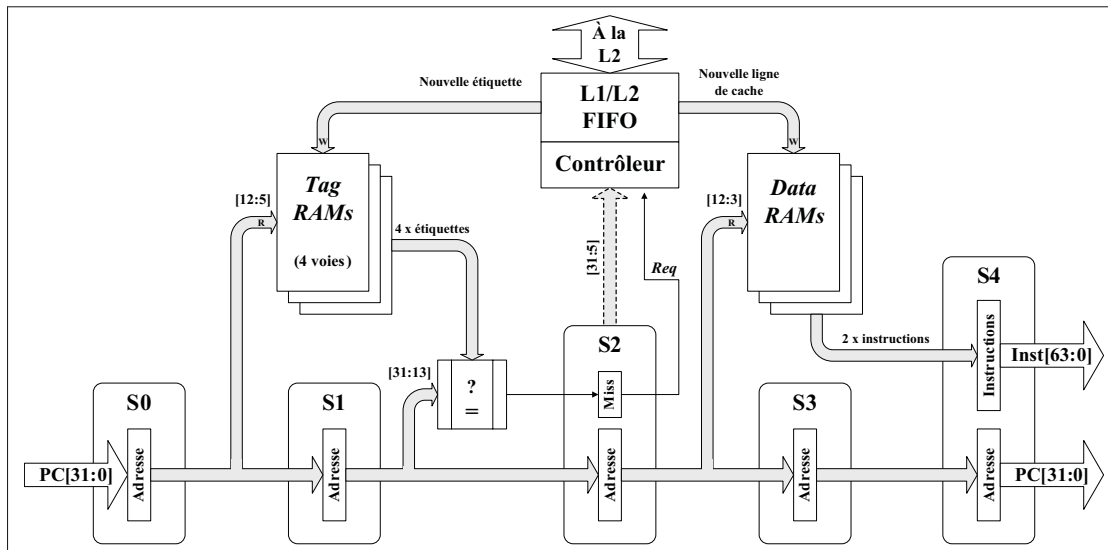 À la
L2
Nouvelle étiquette
Nouvelle ligne
de cache
L1/L2
FIFO
W
W
Contrôleur
Tag
RAMs
(4 voies)
[12:5]
R
4 x étiquettes
[31:5]
Req
[12:3]
R
Data
RAMs
S4
Instructions
2 x instructions
Inst[63:0]
S2
Miss
[31:13]
?
=
S0
S1
S3
PC[31:0]
Adresse
Adresse
Adresse
Adresse
Adresse
PC[31:0]